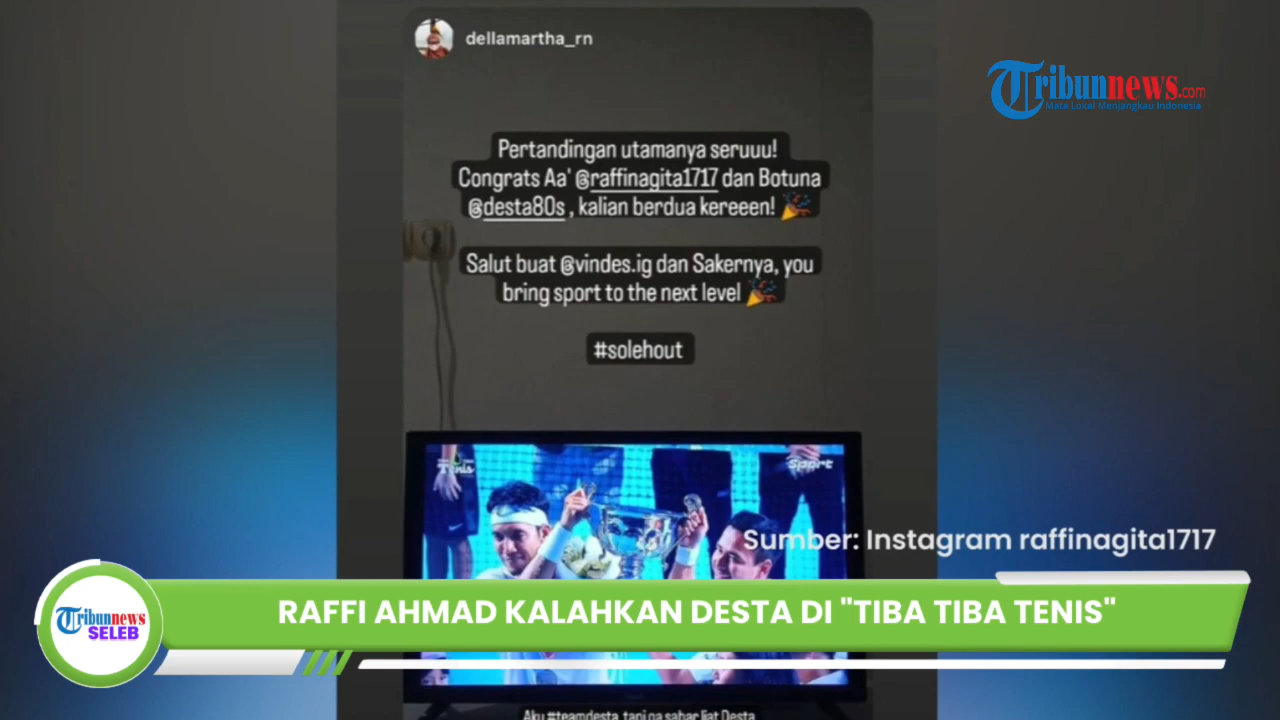 dellamartha_rn
Tribunnews.com
Mata Lokal Menjangkau Indonesia
Pertandingan utamanya seruuu!
Congrats Aa' @raffinagita1717 dan Botuna
@desta80s , kalian berdua kereeen! 🎉
Salut buat @vindes.ig dan Sakernya, you
bring sport to the next level 🎉
#solehout
Tenis
Sport
Sumber: Instagram raffinagita1717
RAFFI AHMAD KALAHKAN DESTA DI "TIBA TIBA TENIS"
Tribunnews
SELEB
Aku #teamdesta, tapi ga sabar liat Desta